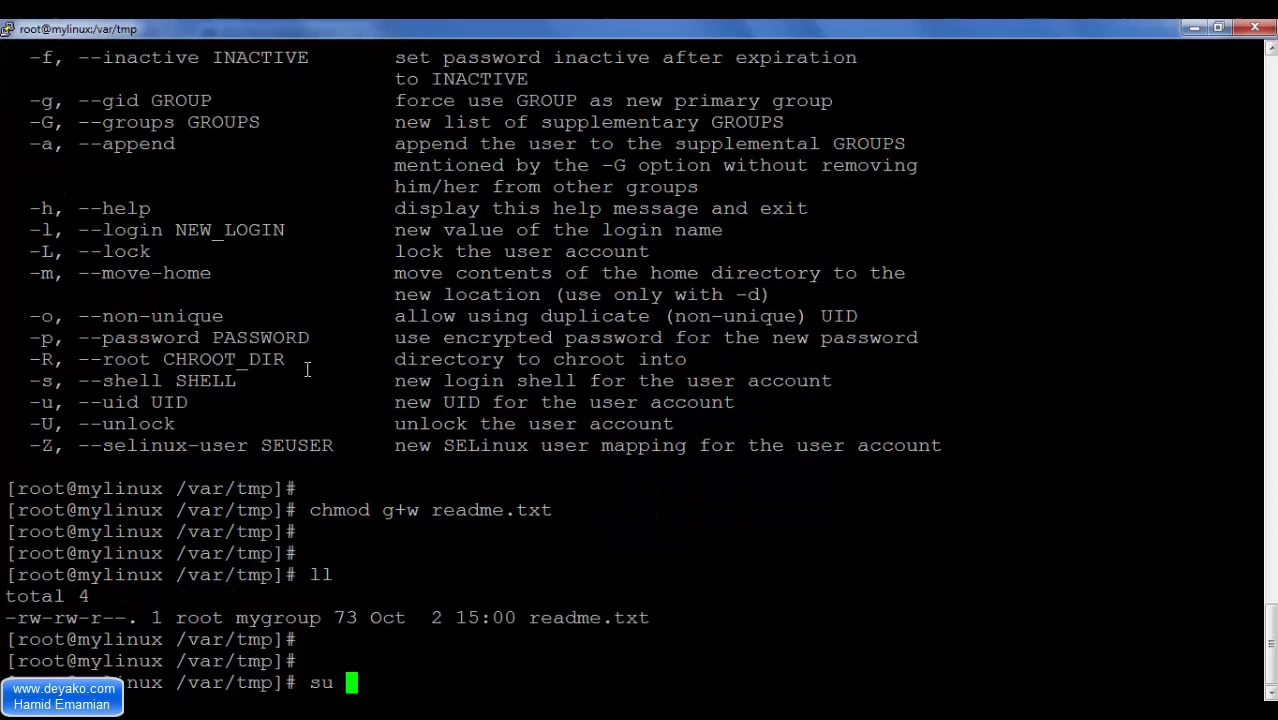 root@mylinux:/var/tmp
-f, --inactive INACTIVE set password inactive after expiration
to INACTIVE
-g, --gid GROUP force use GROUP as new primary group
-G, --groups GROUPS new list of supplementary GROUPS
-a, --append append the user to the supplemental GROUPS
mentioned by the -G option without removing
him/her from other groups
-h, --help display this help message and exit
-l, --login NEW_LOGIN new value of the login name
-L, --lock lock the user account
-m, --move-home move contents of the home directory to the
new location (use only with -d)
-o, --non-unique allow using duplicate (non-unique) UID
-p, --password PASSWORD use encrypted password for the new password
-R, --root CHROOT_DIR directory to chroot into
-s, --shell SHELL new login shell for the user account
-u, --uid UID new UID for the user account
-U, --unlock unlock the user account
-Z, --selinux-user SEUSER new SELinux user mapping for the user account
[root@mylinux /var/tmp]#
[root@mylinux /var/tmp]# chmod g+w readme.txt
[root@mylinux /var/tmp]#
[root@mylinux /var/tmp]#
[root@mylinux /var/tmp]# ll
total 4
-rw-rw-r--. 1 root mygroup 73 Oct 2 15:00 readme.txt
[root@mylinux /var/tmp]#
[root@mylinux /var/tmp]#
[root@mylinux /var/tmp]# su
www.deyako.com
Hamid Emamian